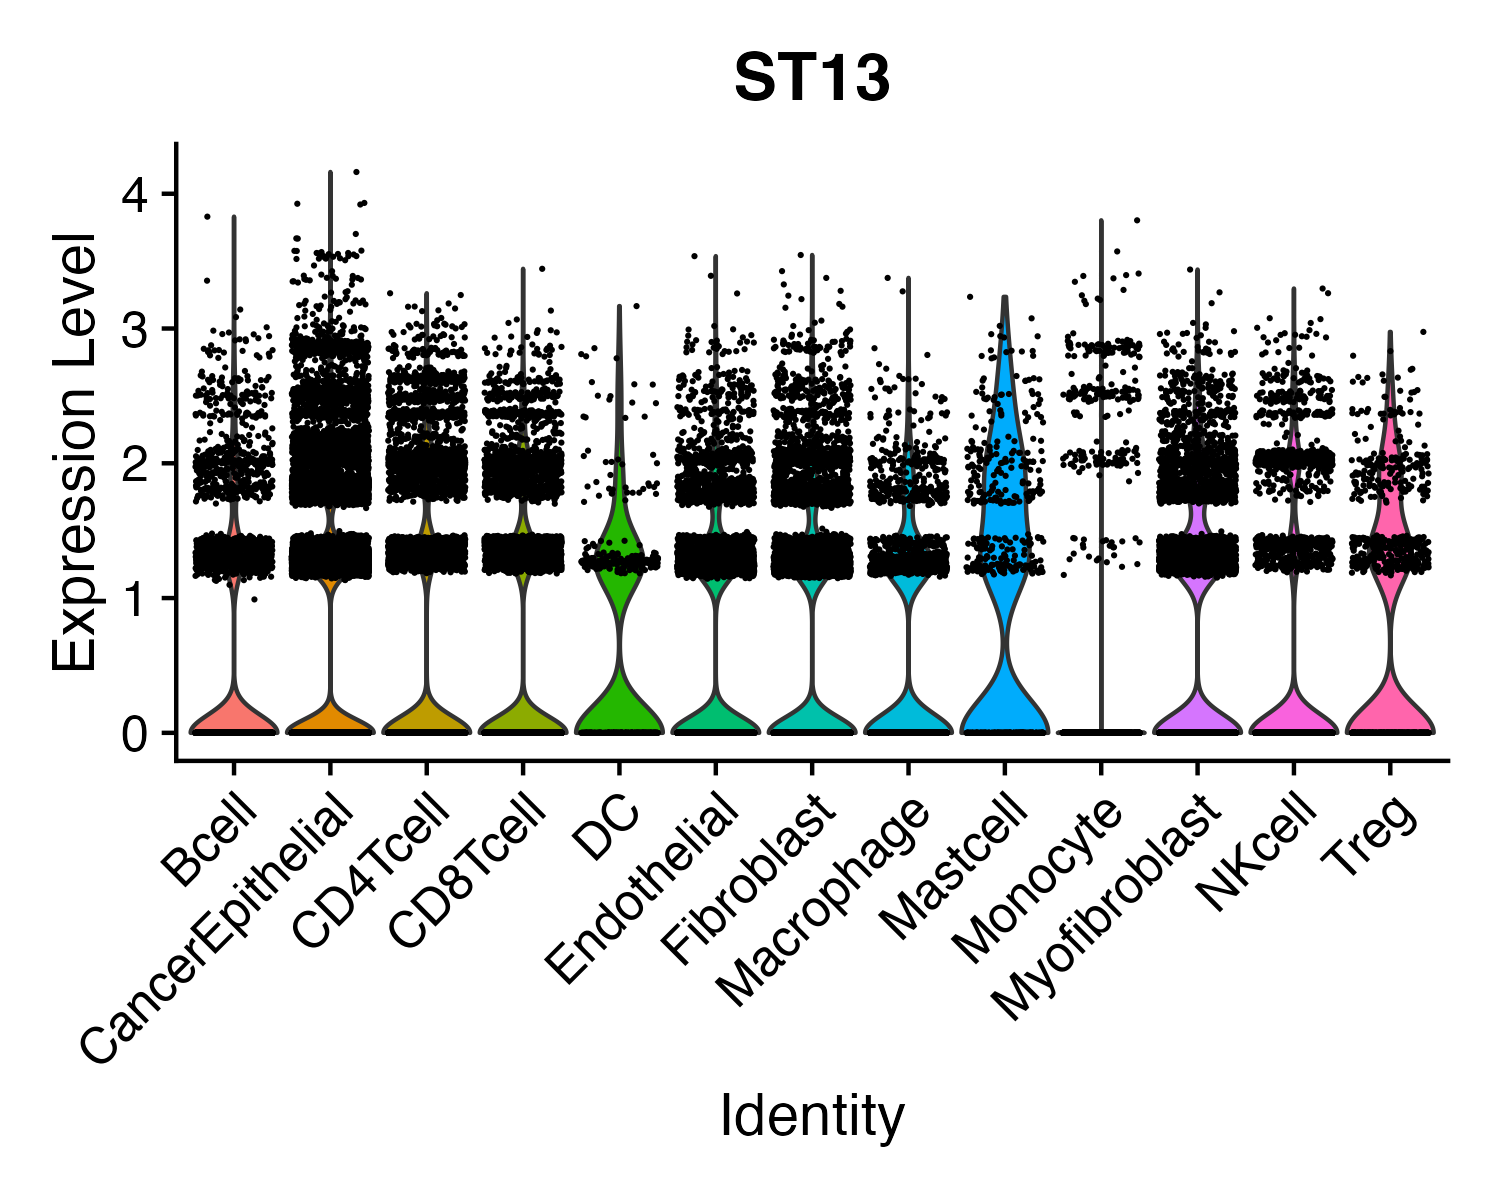 ST13
Expression Level
4
3
2
1
0
Bcell
CancerEpithelial
CD4Tcell
CD8Tcell
DC
Endothelial
Fibroblast
Macrophage
Mastcell
Monocyte
Myofibroblast
NKcell
Treg
Identity